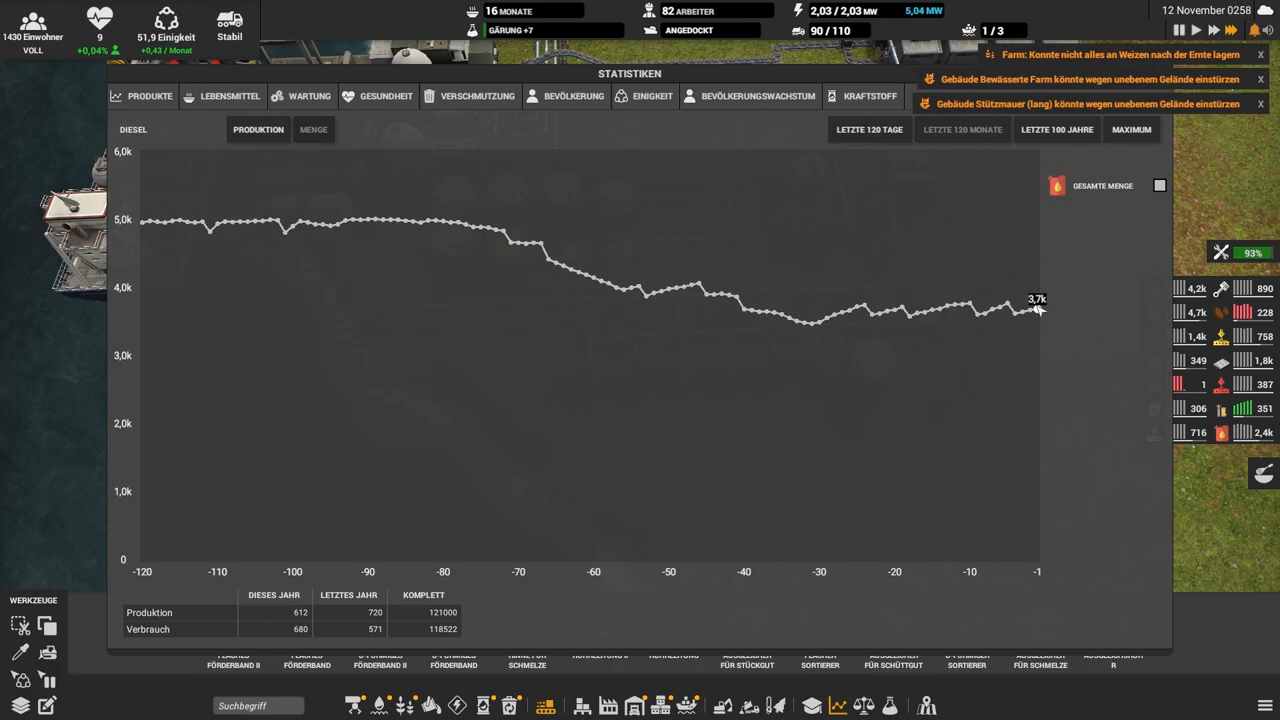 16 MONATE
82 ARBEITER
2,03 / 2,03 MW
5,04 MW
12 November 0258
1430 Einwohner
VOLL
9
+0,04%
51,9 Einigkeit
+0,43 / Monat
Stabil
GÄRUNG +7
ANGEDOCKT
90 / 110
1 / 3
Farm: Konnte nicht alles an Weizen nach der Ernte lagern X
STATISTIKEN
Gebäude Bewässerte Farm könnte wegen unebenem Gelände einstürzen X
PRODUKTE
LEBENSMITTEL
WARTUNG
GESUNDHEIT
VERSCHMUTZUNG
BEVÖLKERUNG
EINIGKEIT
BEVÖLKERUNGSWACHSTUM
KRAFTSTOFF
Gebäude Stützmauer (lang) könnte wegen unebenem Gelände einstürzen X
DIESEL
PRODUKTION
MENGE
LETZTE 120 TAGE
LETZTE 120 MONATE
LETZTE 100 JAHRE
MAXIMUM
6,0k
5,0k
4,0k
3,0k
2,0k
1,0k
0
3,7k
GESAMTE MENGE
-120 -110 -100 -90 -80 -70 -60 -50 -40 -30 -20 -10 -1
93%
4,2k 890
4,7k 228
1,4k 758
349 1,8k
1 387
306 351
716 2,4k
DIESES JAHR LETZTES JAHR KOMPLETT
Produktion 612 720 121000
Verbrauch 680 571 118522
WERKZEUGE
FÖRDERBAND II
FÖRDERBAND
FÖRDERBAND II
FÖRDERBAND
SCHMELZE
FÜR STÜCKGUT
SORTIERER
FÜR SCHÜTTGUT
SORTIERER
FÜR SCHMELZE
R
Suchbegriff